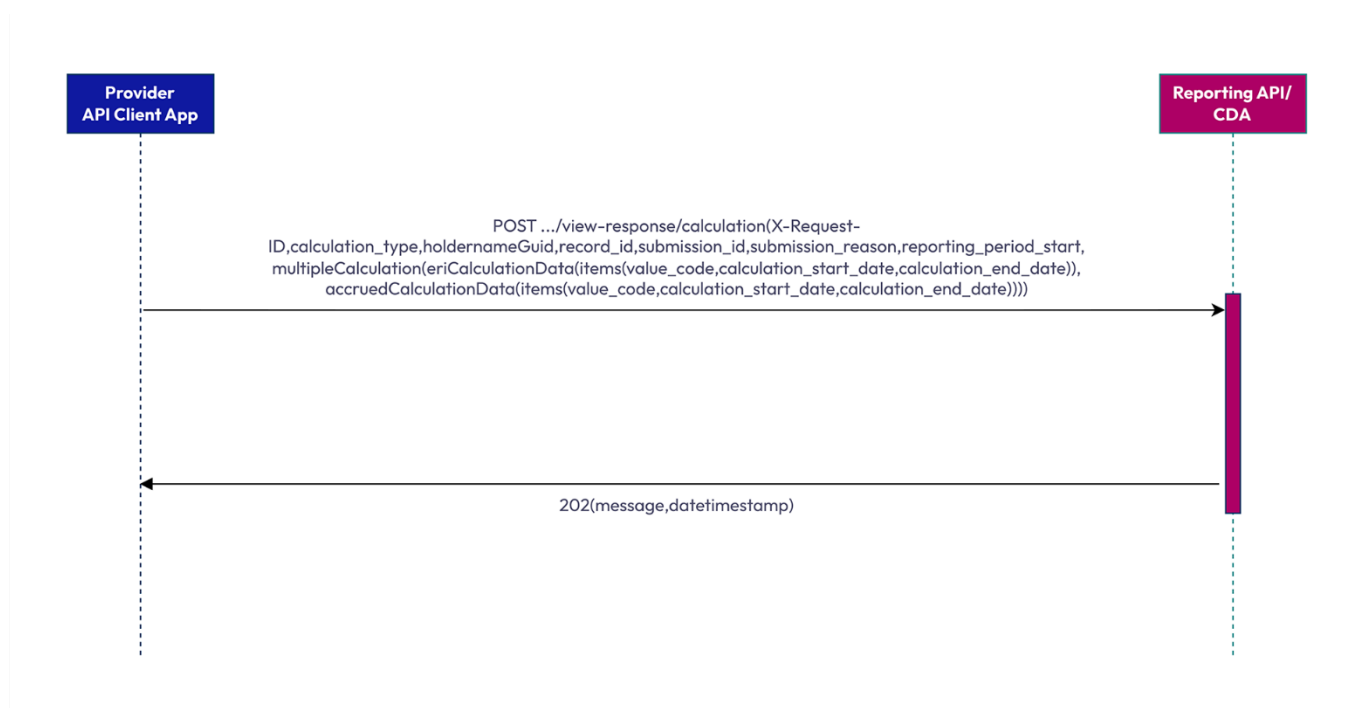 Provider
API Client App
Reporting API/
CDA
POST .../view-response/calculation(X-Request-
ID,calculation_type,holdernameGuid,record_id,submission_id,submission_reason,reporting_period_start,
multipleCalculation(eriCalculationData(items(value_code,calculation_start_date,calculation_end_date)),
accruedCalculationData(items(value_code,calculation_start_date,calculation_end_date))))
202(message,datetimestamp)